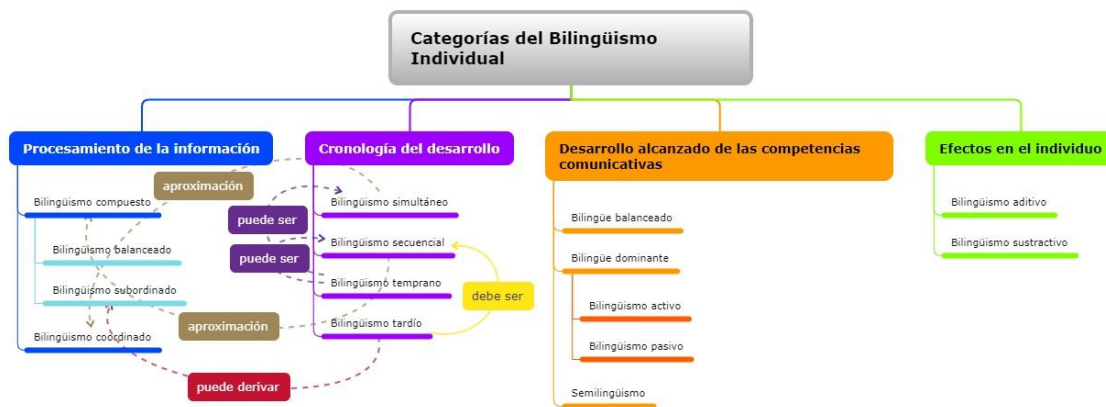 Categorías del Bilingüismo
Individual
Procesamiento de la información
Bilingüismo compuesto
Bilingüismo balanceado
Bilingüismo subordinado
Bilingüismo coordinado
aproximación
aproximación
puede derivar
Cronología del desarrollo
Bilingüismo simultáneo
Bilingüismo secuencial
Bilingüismo temprano
Bilingüismo tardío
puede ser
puede ser
debe ser
Desarrollo alcanzado de las competencias
comunicativas
Bilingüe balanceado
Bilingüe dominante
Bilingüismo activo
Bilingüismo pasivo
Semilingüismo
Efectos en el individuo
Bilingüismo aditivo
Bilingüismo sustractivo